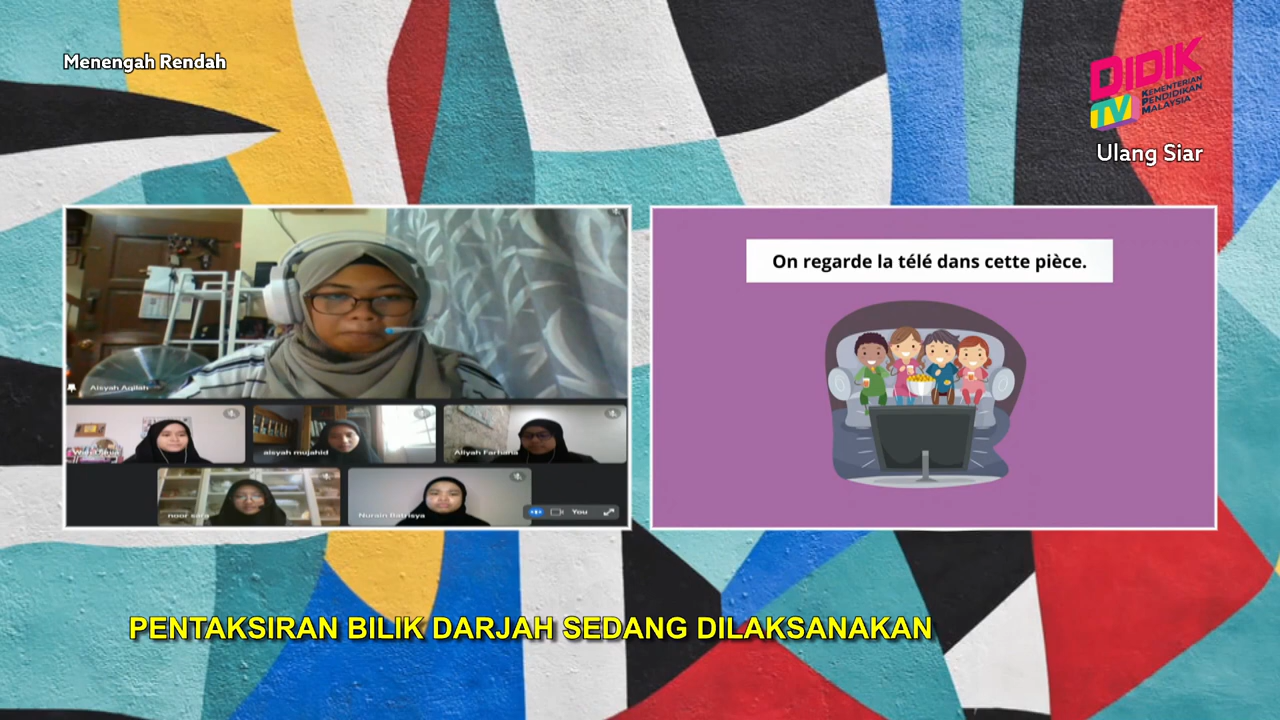 Menengah Rendah
DIDIK
TV
KEMENTERIAN
PENDIDIKAN
MALAYSIA
Ulang Siar
On regarde la télé dans cette pièce.
Aisyah Aqilah
aisyah mujahid
Aliyah Farhana
noor sara
Nurain Batrisya
You
PENTAKSIRAN BILIK DARJAH SEDANG DILAKSANAKAN